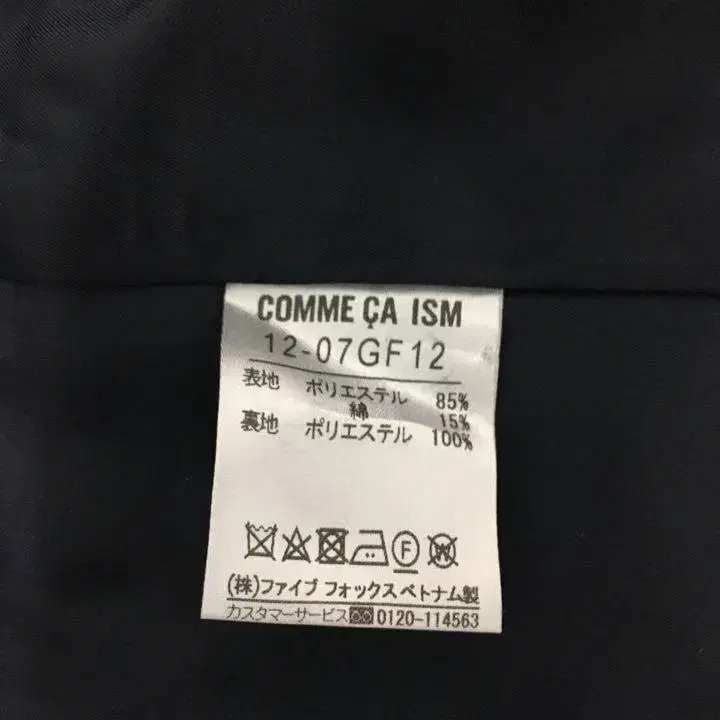 COMME ÇA ISM
12-07GF12
表地 ポリエステル 85%
綿 15%
裏地 ポリエステル 100%
F W
(株)ファイブ フォックス ベトナム製
カスタマーサービス 0120-114563